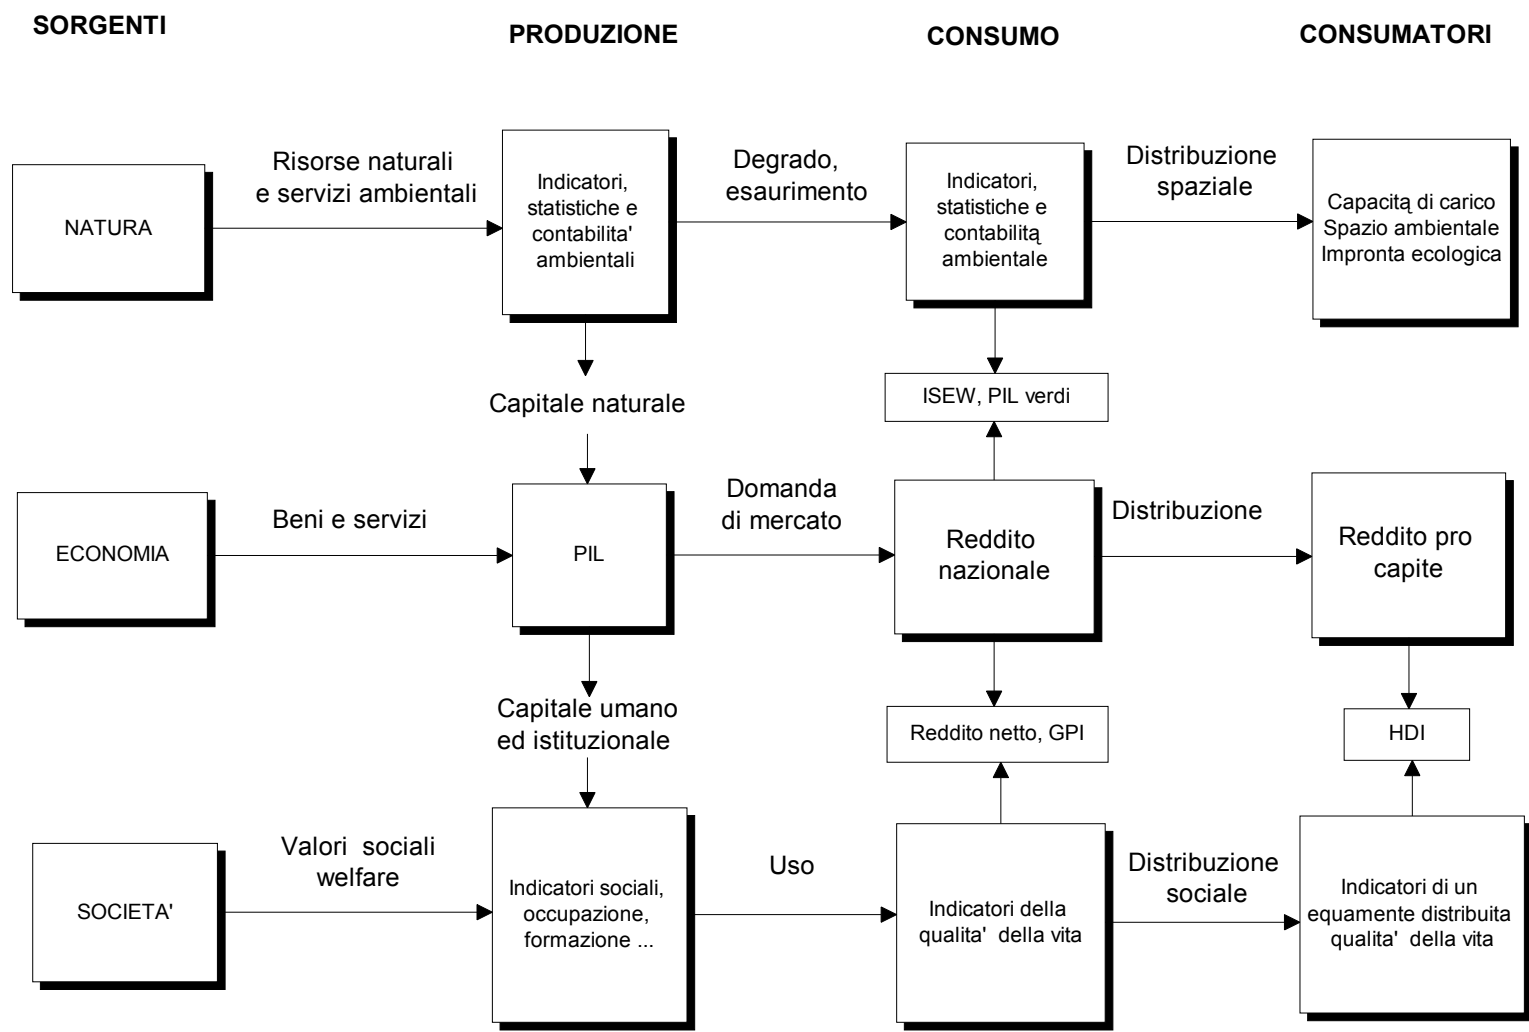 SORGENTI
PRODUZIONE
CONSUMO
CONSUMATORI
NATURA
Risorse naturali
e servizi ambientali
Indicatori,
statistiche e
contabilita'
ambientali
Degrado,
esaurimento
Indicatori,
statistiche e
contabilitą
ambientale
Distribuzione
spaziale
Capacitą di carico
Spazio ambientale
Impronta ecologica
Capitale naturale
ISEW, PIL verdi
ECONOMIA
Beni e servizi
PIL
Domanda
di mercato
Reddito
nazionale
Distribuzione
Reddito pro
capite
Capitale umano
ed istituzionale
Reddito netto, GPI
HDI
SOCIETA'
Valori sociali
welfare
Indicatori sociali,
occupazione,
formazione ...
Uso
Indicatori della
qualita' della vita
Distribuzione
sociale
Indicatori di un
equamente distribuita
qualita' della vita